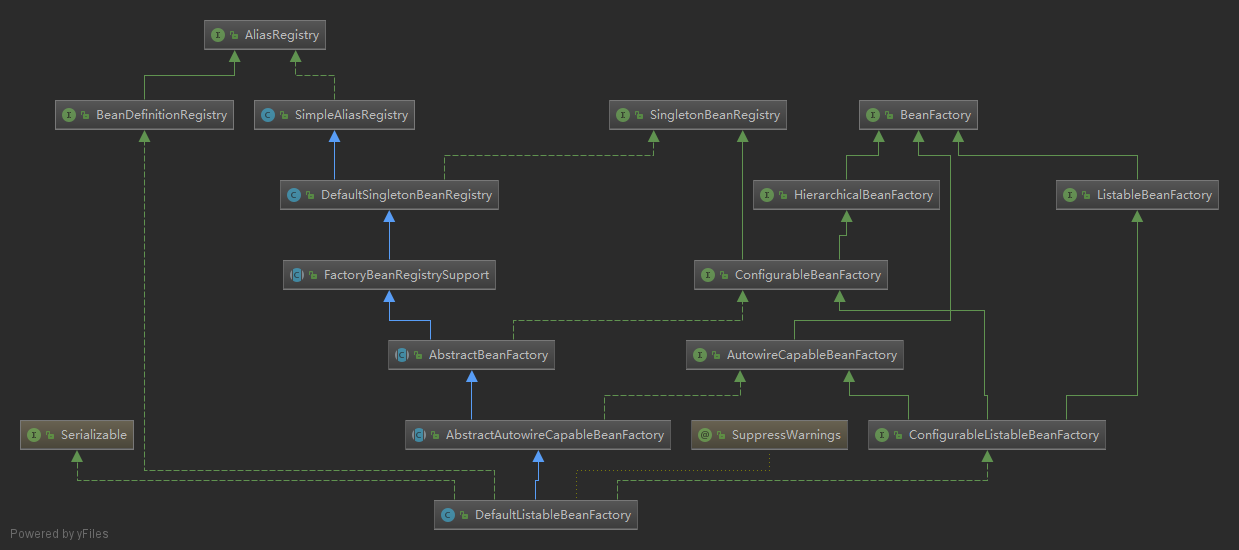 AliasRegistry
BeanDefinitionRegistry
SimpleAliasRegistry
SingletonBeanRegistry
BeanFactory
DefaultSingletonBeanRegistry
HierarchicalBeanFactory
ListableBeanFactory
FactoryBeanRegistrySupport
ConfigurableBeanFactory
AbstractBeanFactory
AutowireCapableBeanFactory
Serializable
AbstractAutowireCapableBeanFactory
SuppressWarnings
ConfigurableListableBeanFactory
DefaultListableBeanFactory
Powered by yFiles